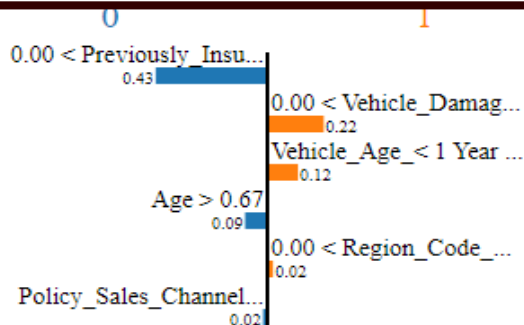 0 1
0.00 < Previously_Insu...
0.43
0.00 < Vehicle_Damag...
0.22
Vehicle_Age_< 1 Year ...
0.12
Age > 0.67
0.09
0.00 < Region_Code_...
0.02
Policy_Sales_Channel...
0.02